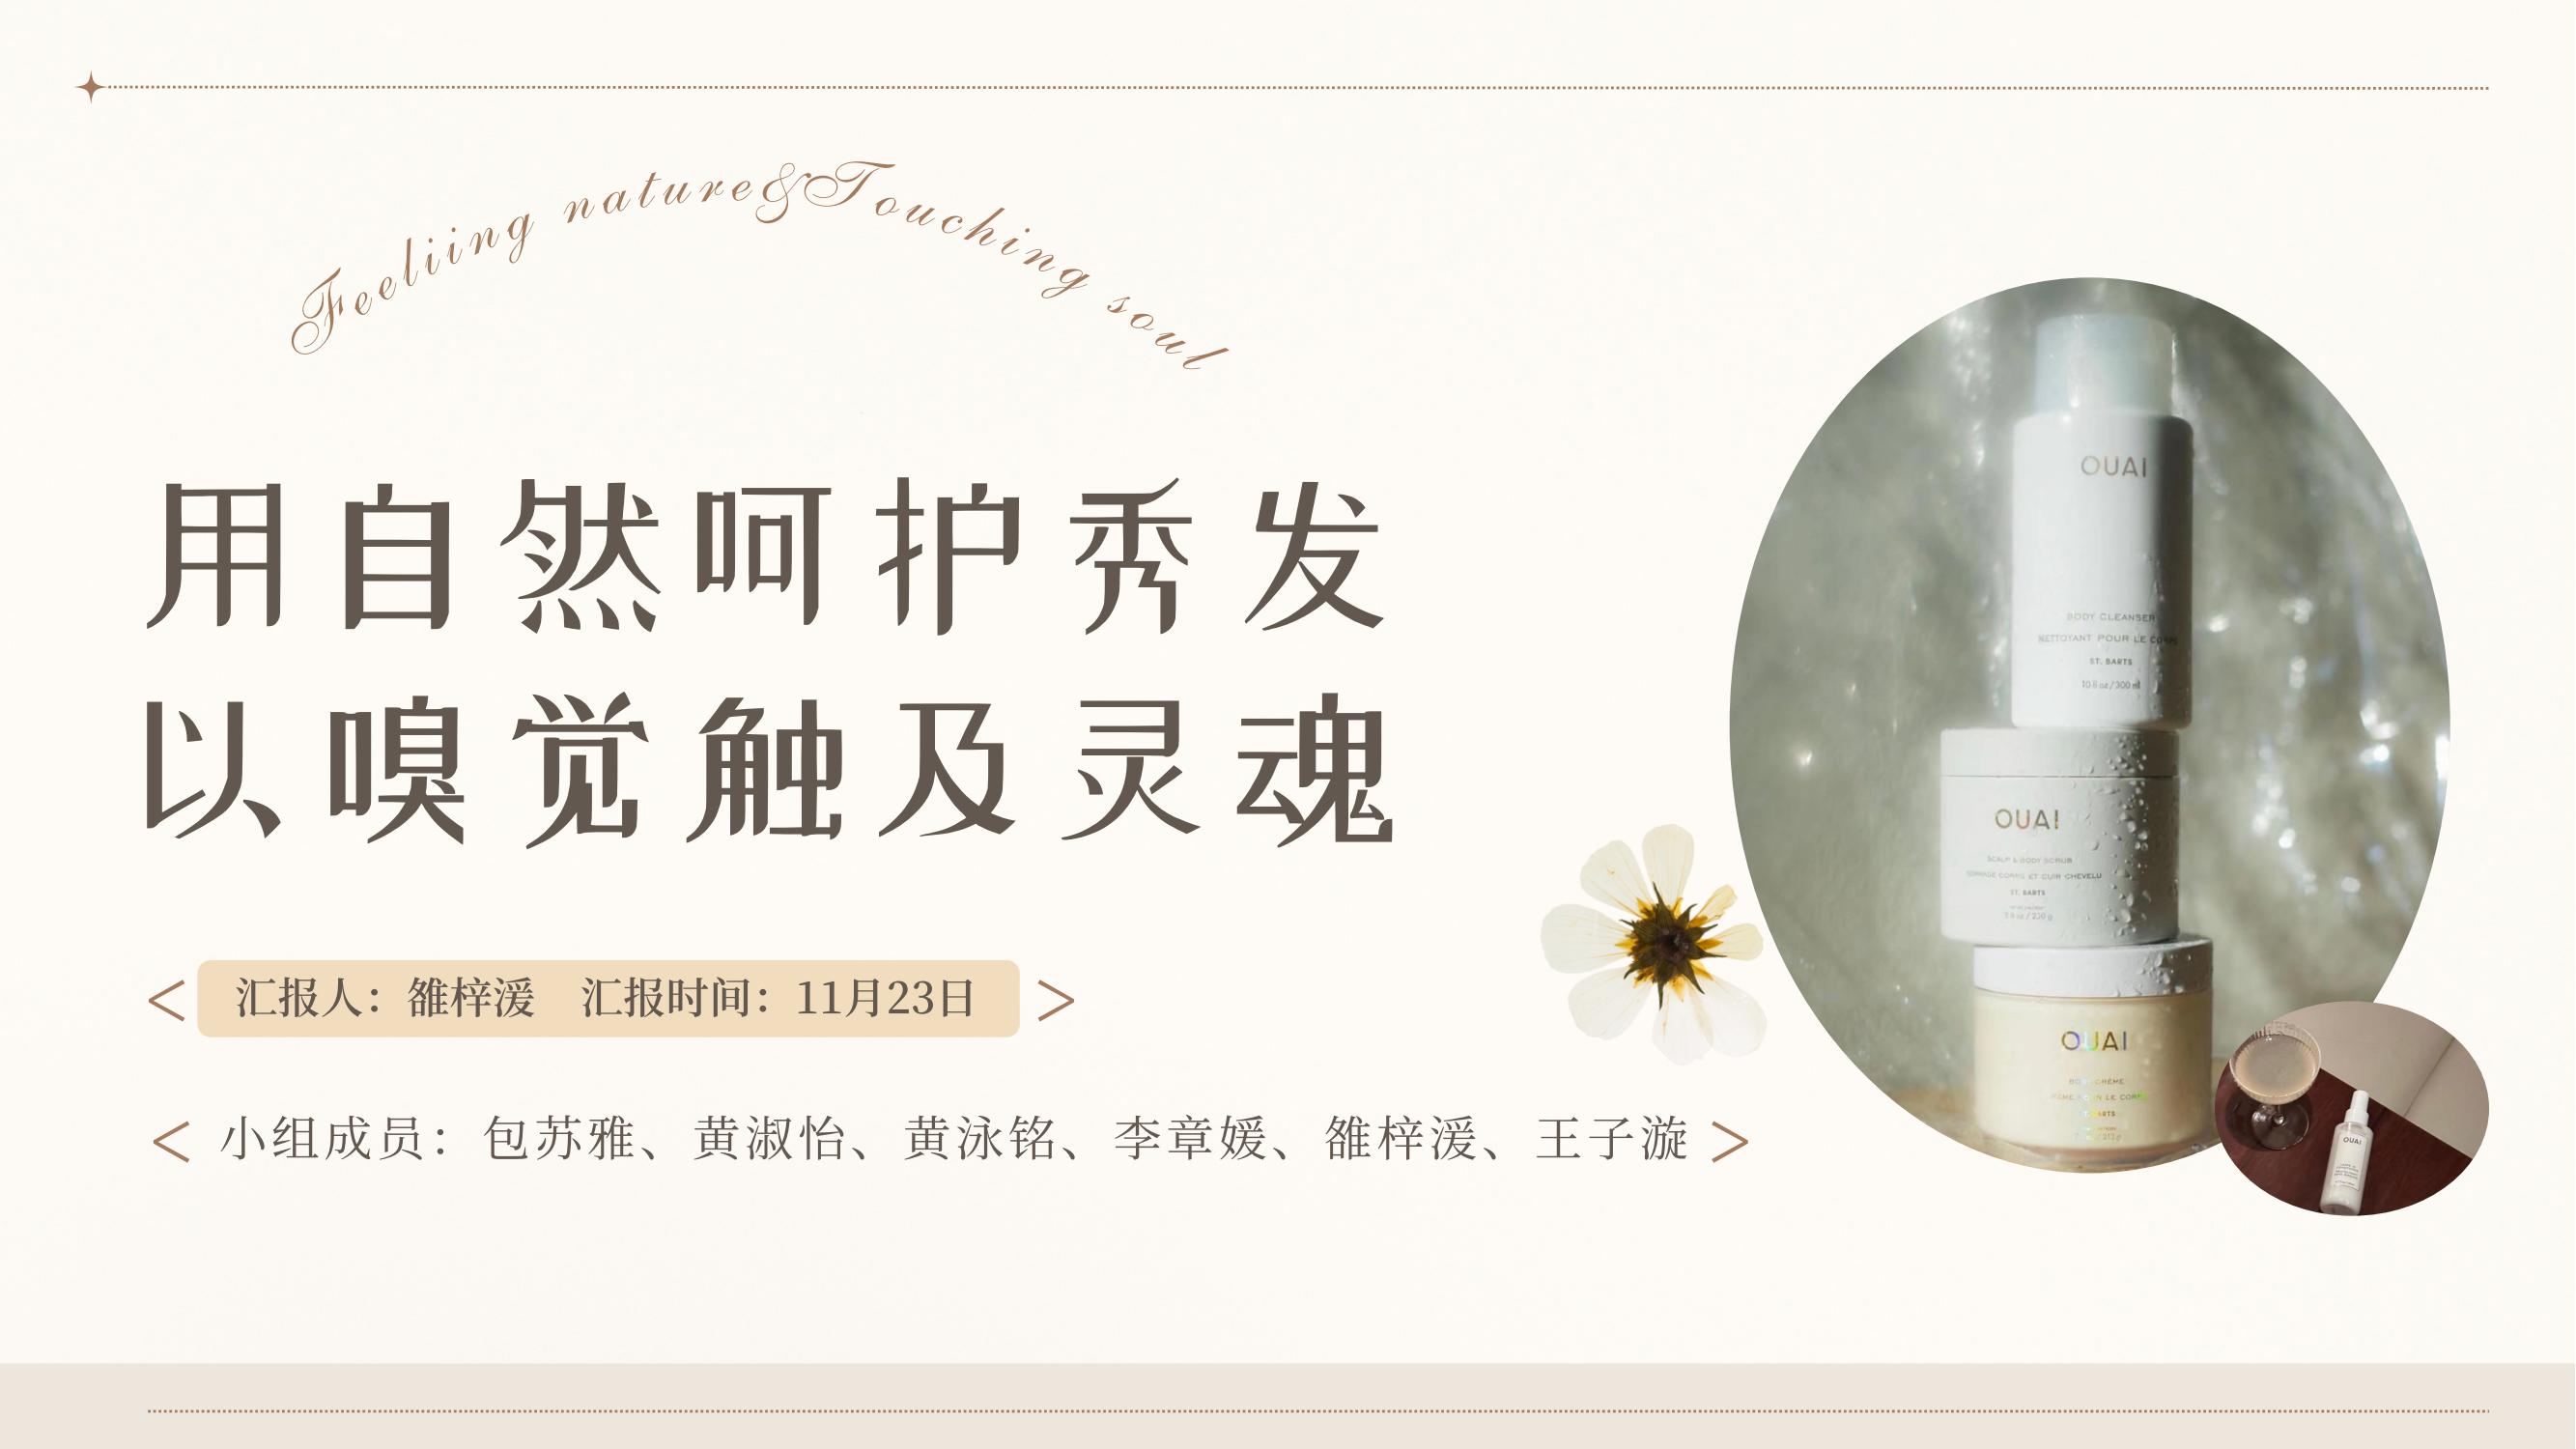 Feeliing nature&Touching soul
用自然呵护秀发
以嗅觉触及灵魂
汇报人：雒梓湲 汇报时间：11月23日
小组成员：包苏雅、黄淑怡、黄泳铭、李章媛、雒梓湲、王子漩
OUAI
BODY CLEANSER
NETTOYANT POUR LE CORPS
ST. BARTS
10 fl oz/300 ml
OUAI
SCALP & BODY SCRUB
GOMMAGE CORPS ET CUIR CHEVELU
ST. BARTS
OUAI
CRÈME
LE CORPS
OUAI